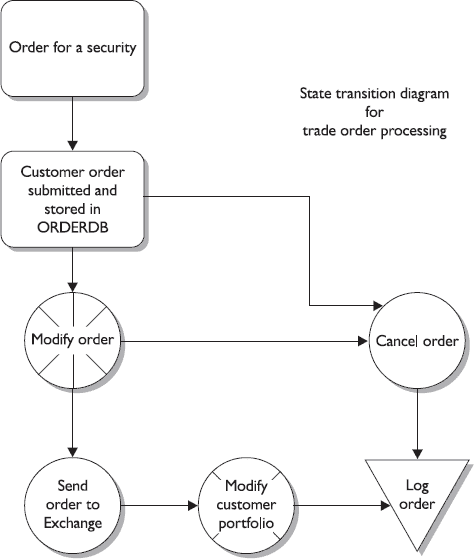 Order for a security
State transition diagram
for
trade order processing
Customer order
submitted and
stored in
ORDERDB
Modify order
Cancel order
Send
order to
Exchange
Modify
customer
portfolio
Log
order